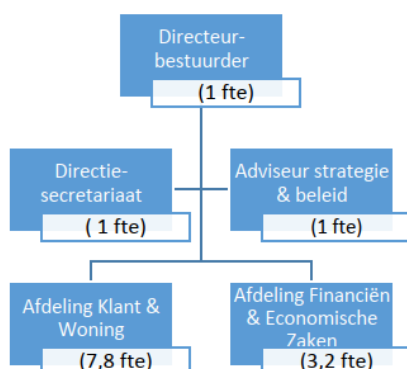 Directeur-
bestuurder
(1 fte)
Directie-
secretariaat
( 1 fte)
Adviseur strategie
& beleid
(1 fte)
Afdeling Klant &
Woning
(7,8 fte)
Afdeling Financiën
& Economische
Zaken
(3,2 fte)